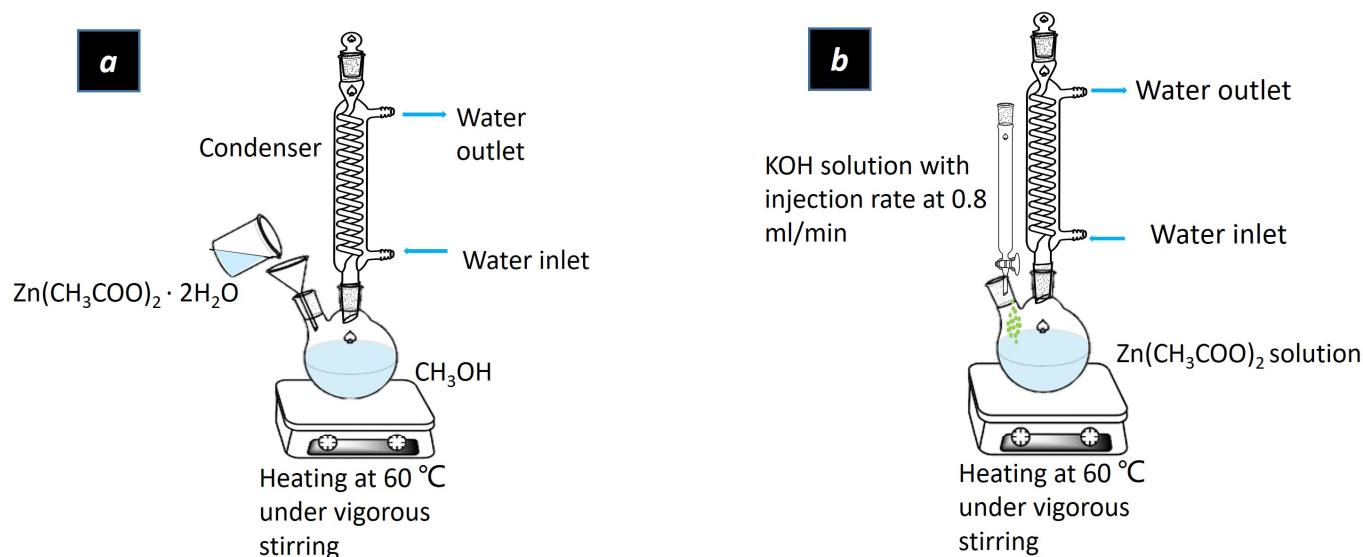 a
Condenser
Water
outlet
Water inlet
Zn(CH₃COO)₂ · 2H₂O
CH₃OH
Heating at 60 ℃
under vigorous
stirring
b
Water outlet
KOH solution with
injection rate at 0.8
ml/min
Water inlet
Zn(CH₃COO)₂ solution
Heating at 60 ℃
under vigorous
stirring